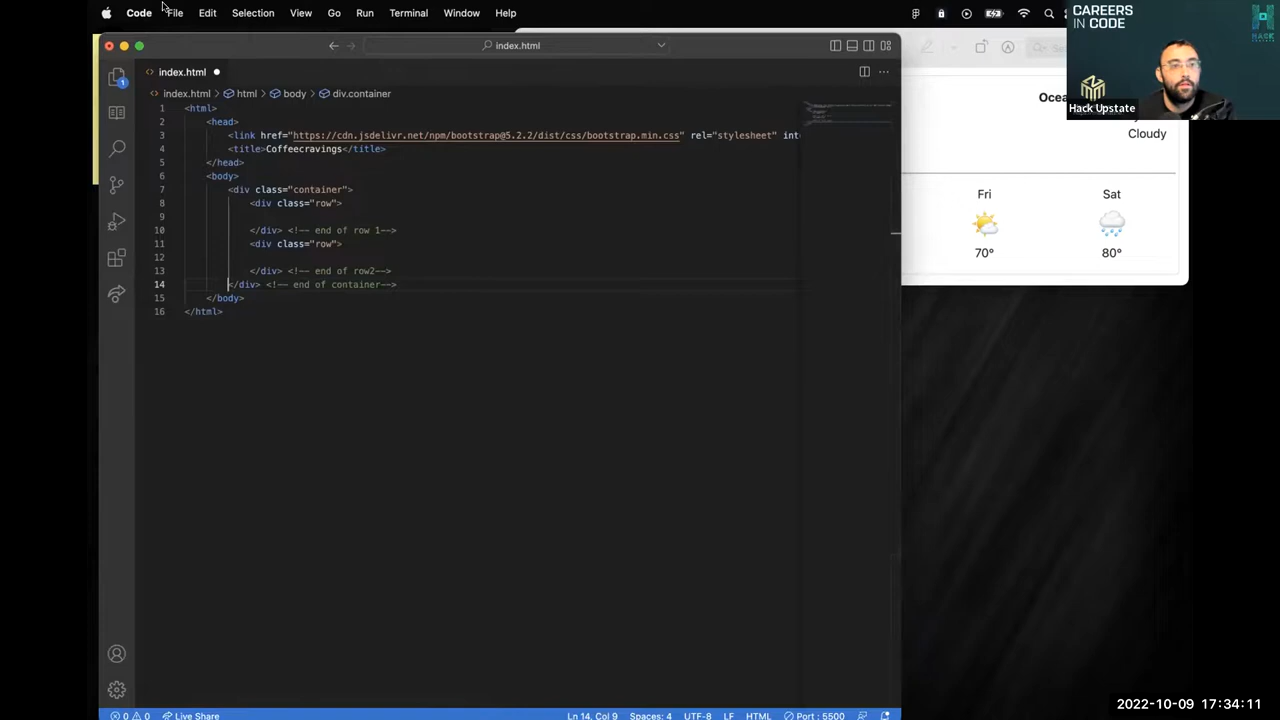 Code File Edit Selection View Go Run Terminal Window Help
CAREERS
IN CODE
HACK
Hack Upstate
index.html
index.html
index.html > html > body > div.container
1 <html>
2 <head>
3 <link href="https://cdn.jsdelivr.net/npm/bootstrap@5.2.2/dist/css/bootstrap.min.css" rel="stylesheet" inte
4 <title>Coffeecravings</title>
5 </head>
6 <body>
7 <div class="container">
8 <div class="row">
9
10 </div> <!-- end of row 1-->
11 <div class="row">
12
13 </div> <!-- end of row2-->
14 </div> <!-- end of container-->
15 </body>
16 </html>
1
Ocea
Cloudy
Fri Sat
70° 80°
0 0 Live Share Ln 14, Col 9 Spaces: 4 UTF-8 LF HTML Port : 5500
2022-10-09 17:34:11